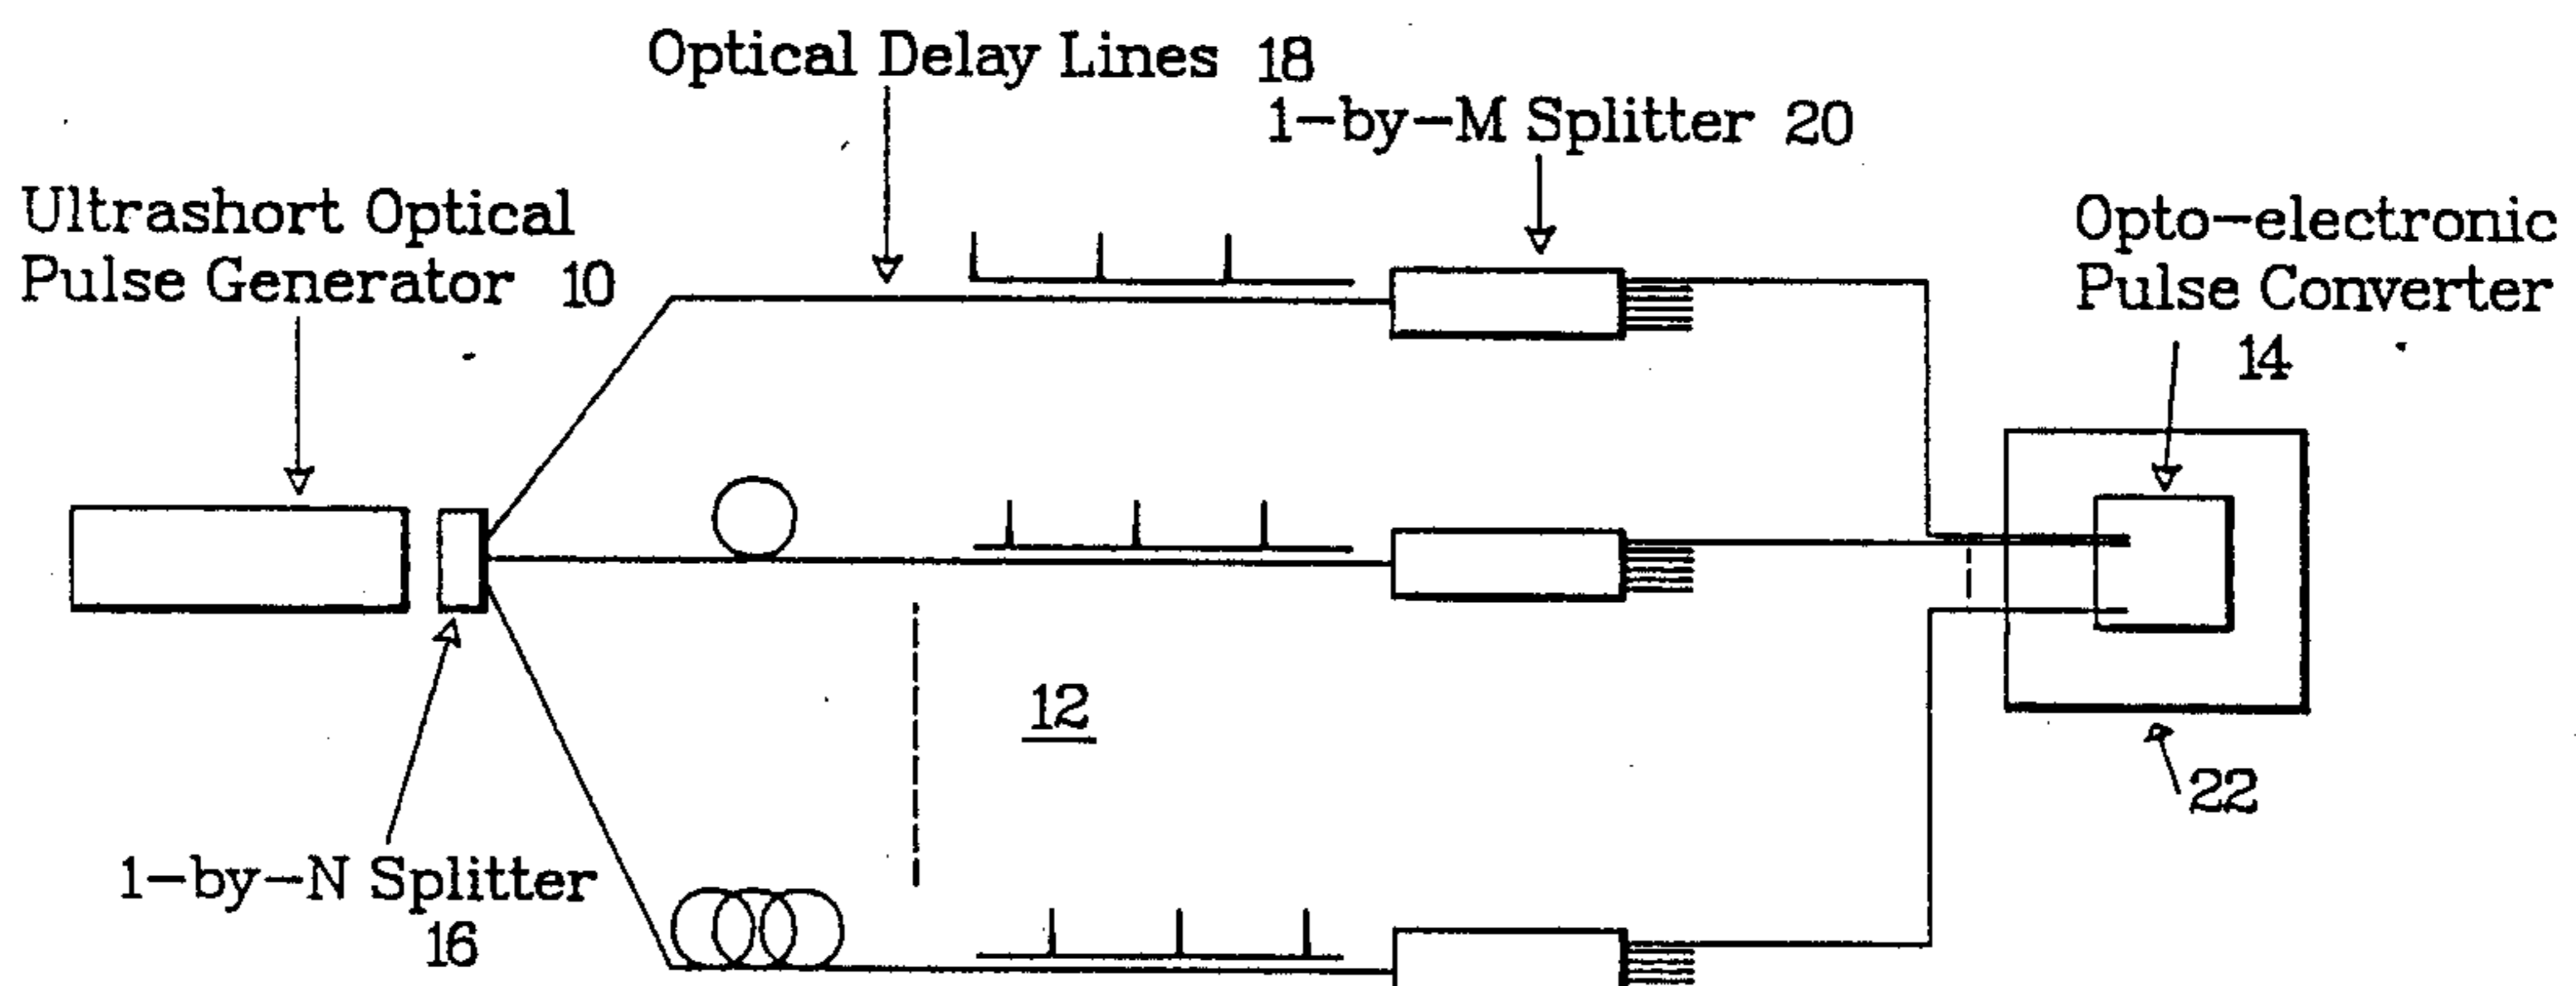 Optical Delay Lines 18
1-by-M Splitter 20
Ultrashort Optical
Pulse Generator 10
Opto-electronic
Pulse Converter
14
12
22
1-by-N Splitter
16